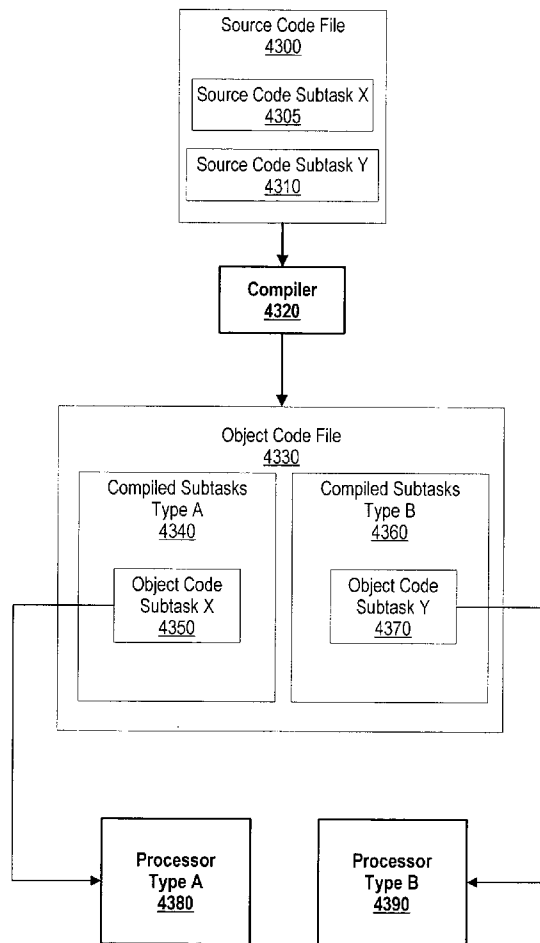 Source Code File
4300
Source Code Subtask X
4305
Source Code Subtask Y
4310
Compiler
4320
Object Code File
4330
Compiled Subtasks
Type A
4340
Object Code
Subtask X
4350
Compiled Subtasks
Type B
4360
Object Code
Subtask Y
4370
Processor
Type A
4380
Processor
Type B
4390